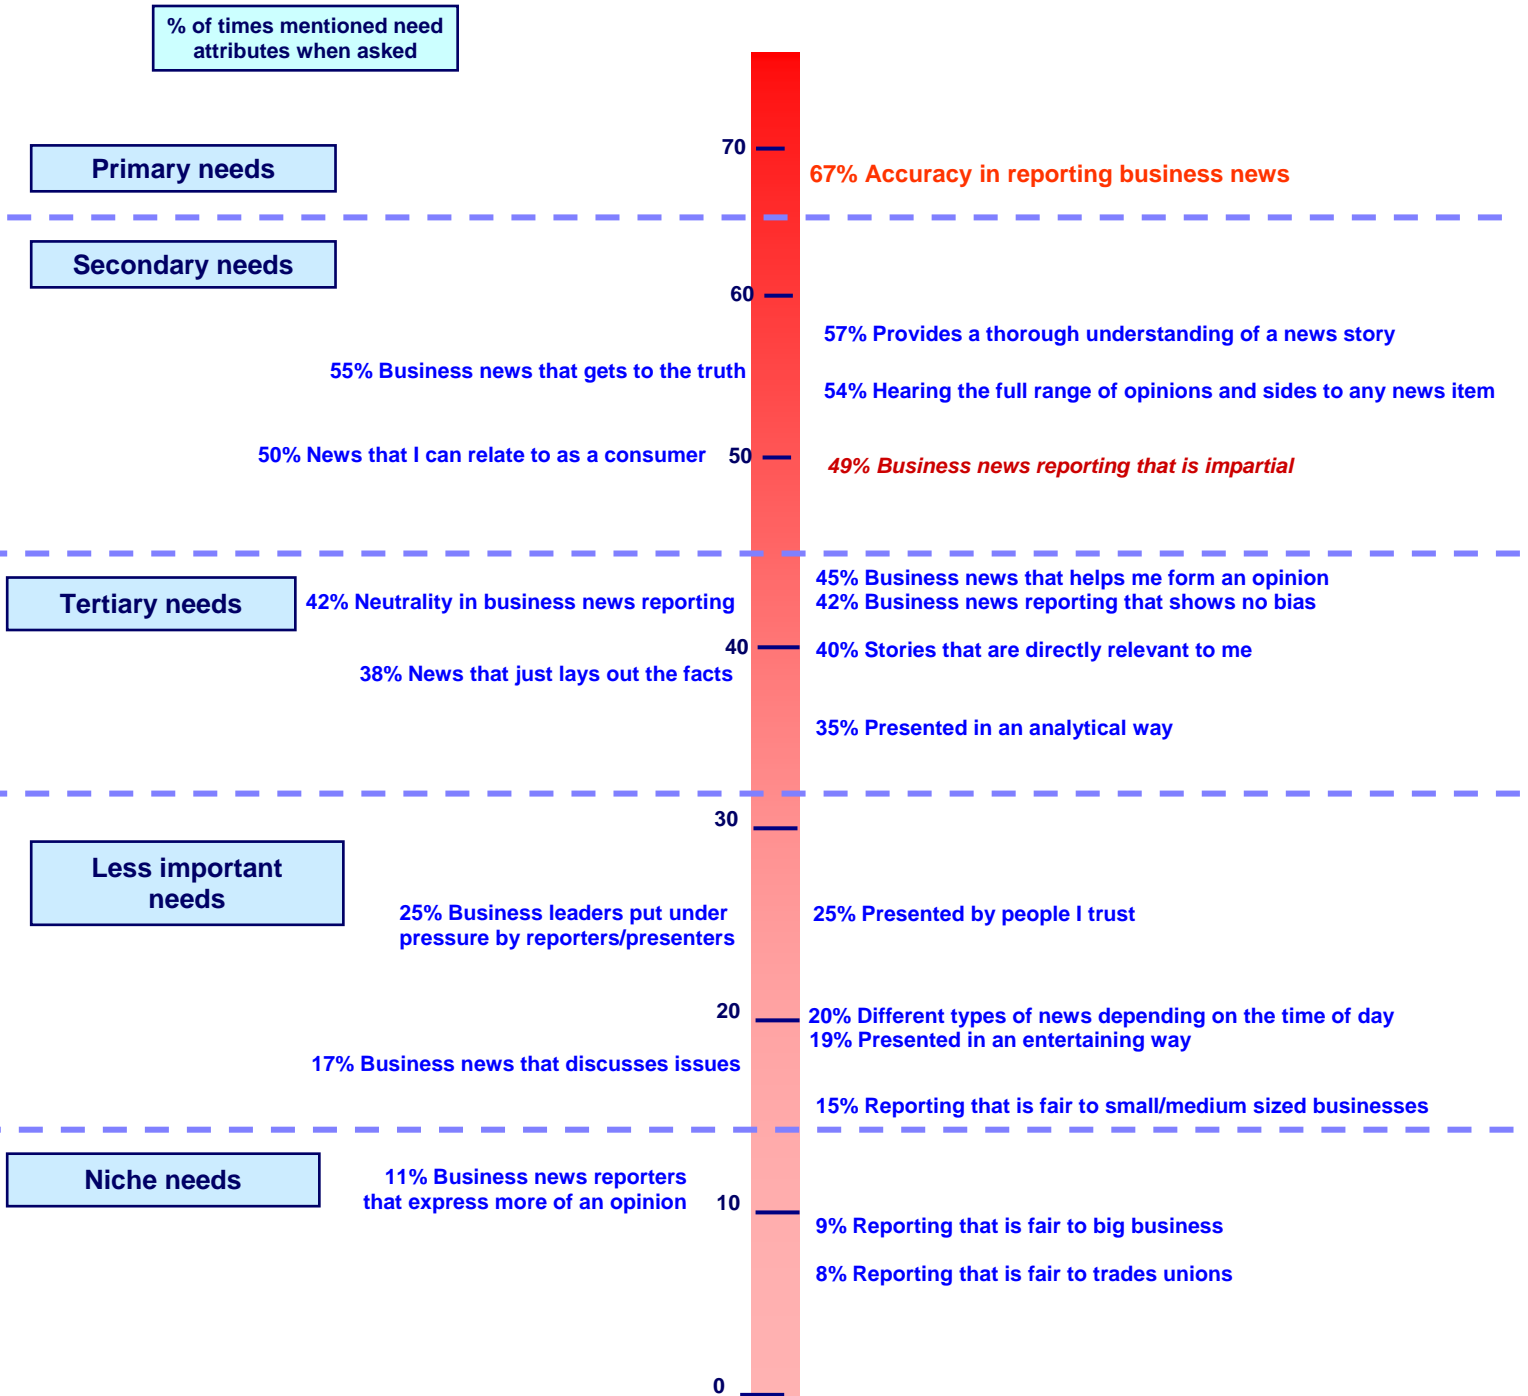 % of times mentioned need
attributes when asked
70
Primary needs
67% Accuracy in reporting business news
Secondary needs
60
57% Provides a thorough understanding of a news story
55% Business news that gets to the truth
54% Hearing the full range of opinions and sides to any news item
50% News that I can relate to as a consumer
50
49% Business news reporting that is impartial
45% Business news that helps me form an opinion
Tertiary needs
42% Neutrality in business news reporting
42% Business news reporting that shows no bias
40
40% Stories that are directly relevant to me
38% News that just lays out the facts
35% Presented in an analytical way
30
Less important
needs
25% Business leaders put under
pressure by reporters/presenters
25% Presented by people I trust
20
20% Different types of news depending on the time of day
19% Presented in an entertaining way
17% Business news that discusses issues
15% Reporting that is fair to small/medium sized businesses
Niche needs
11% Business news reporters
that express more of an opinion
10
9% Reporting that is fair to big business
8% Reporting that is fair to trades unions
0